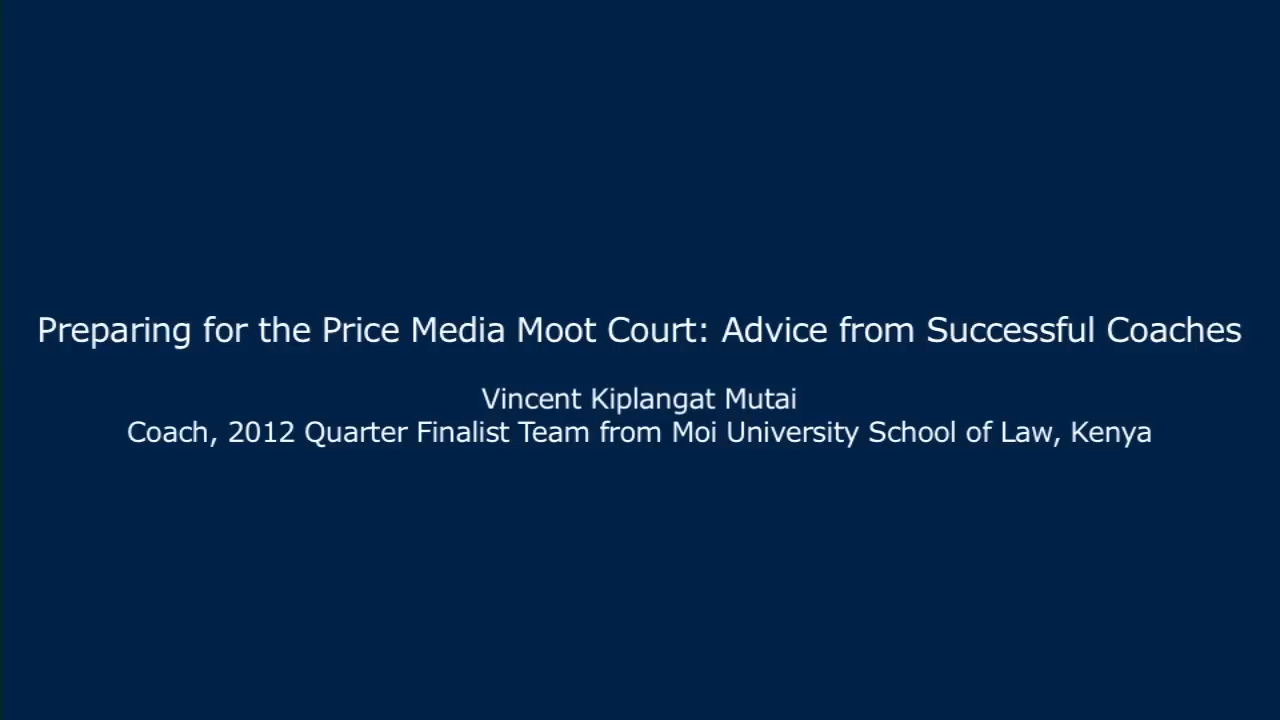 Preparing for the Price Media Moot Court: Advice from Successful Coaches
Vincent Kiplangat Mutai
Coach, 2012 Quarter Finalist Team from Moi University School of Law, Kenya